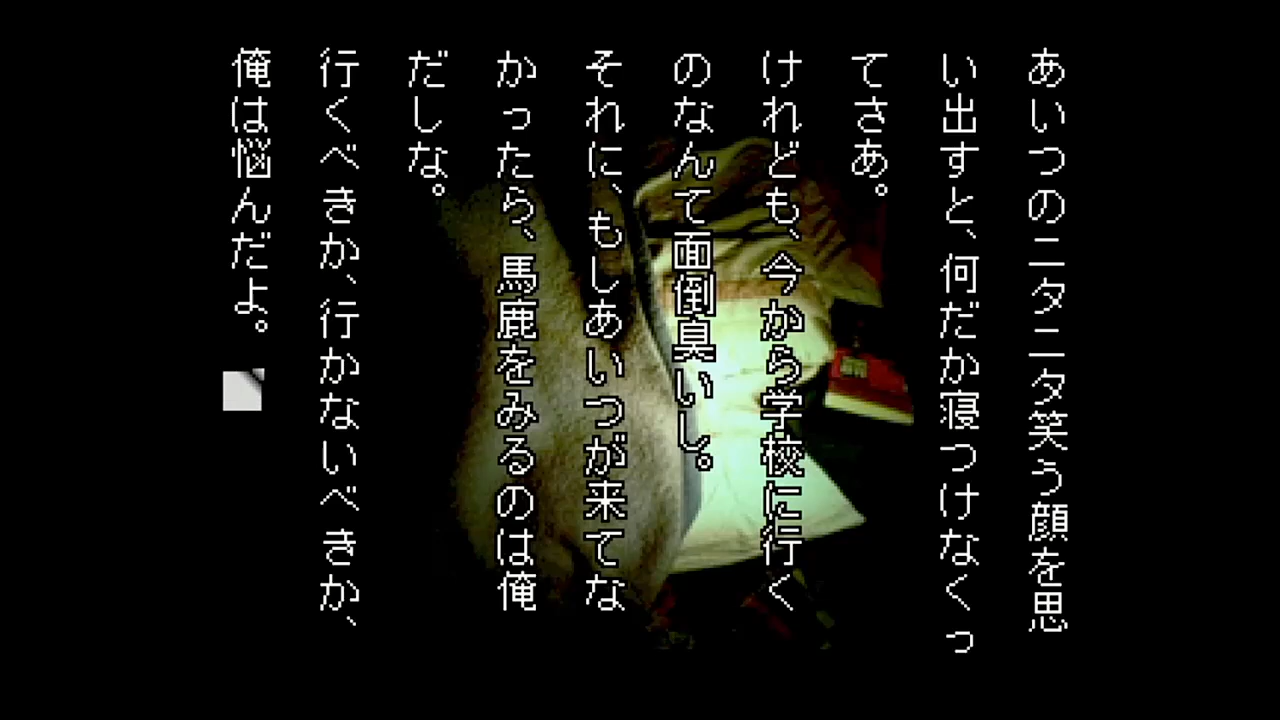 あいつのニタニタ笑う顔を思
い出すと、何だか寝つけなくっ
てさあ。
けれども、今から学校に行く
のなんて面倒臭いし。
それに、もしあいつが来てな
かったら、馬鹿をみるのは俺
だしな。
行くべきか、行かないべきか、
俺は悩んだよ。